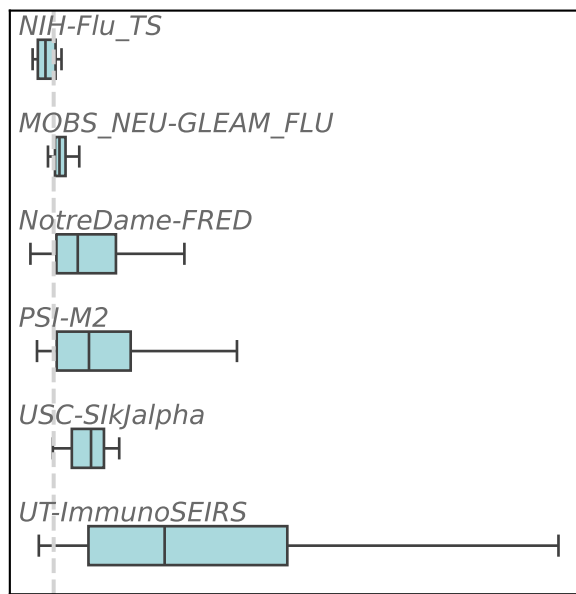 NIH-Flu_TS
MOBS_NEU-GLEAM_FLU
NotreDame-FRED
PSI-M2
USC-SIkJalpha
UT-ImmunoSEIRS